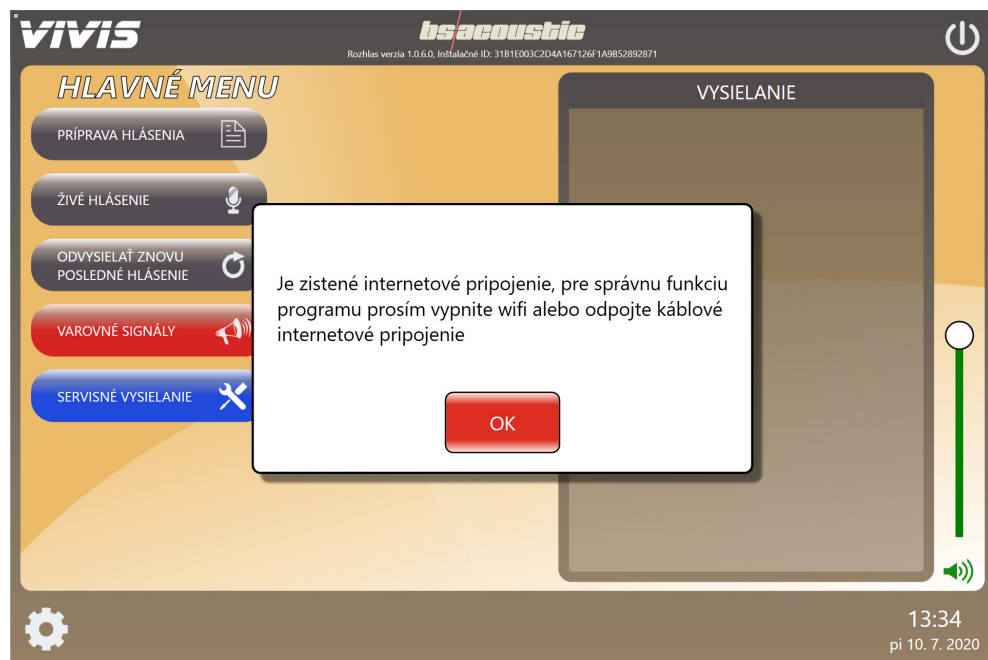 VIVIS
bsacoustic
Rozhlas verzia 1.0.6.0, Inštalačné ID: 31B1E003C2D4A167126F1A9B52892871
HLAVNÉ MENU
PRÍPRAVA HLÁSENIA
ŽIVÉ HLÁSENIE
ODVYSIELAŤ ZNOVU
POSLEDNÉ HLÁSENIE
VAROVNÉ SIGNÁLY
SERVISNÉ VYSIELANIE
VYSIELANIE
Je zistené internetové pripojenie, pre správnu funkciu
programu prosím vypnite wifi alebo odpojte káblové
internetové pripojenie
OK
13:34
pi 10. 7. 2020